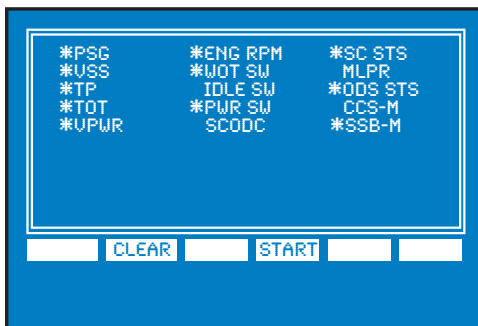 *PSG *ENG RPM *SC STS
*VSS *WOT SW MLPR
*TP IDLE SW *ODS STS
*TOT *PWR SW CCS-M
*VPWR SCODC *SSB-M
CLEAR START